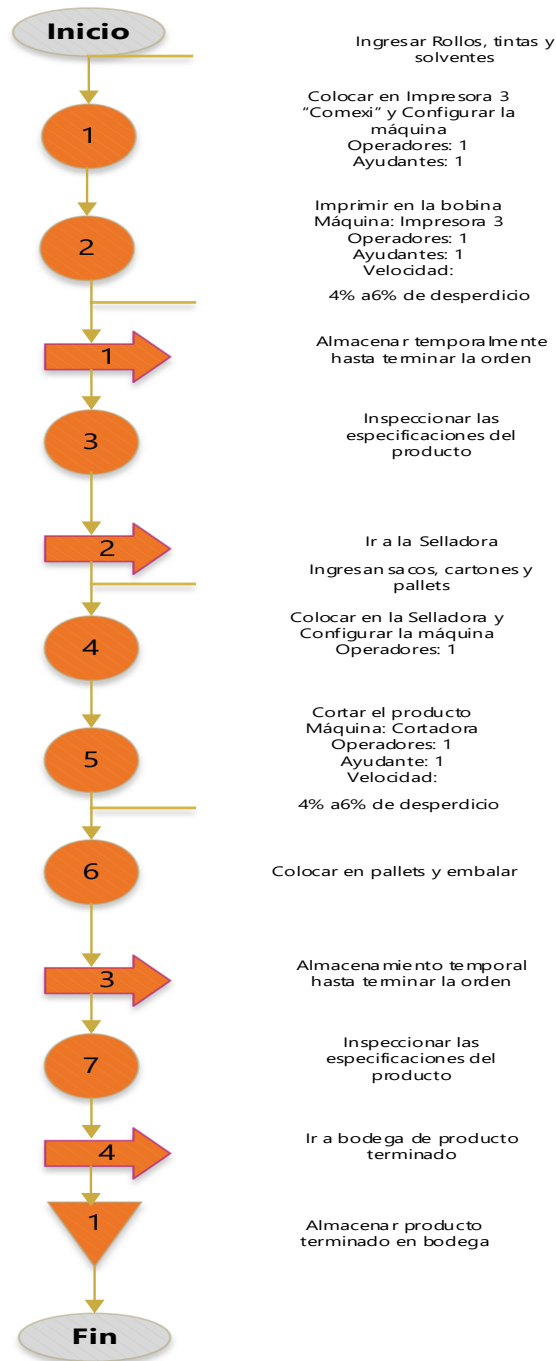 Inicio
Ingresar Rollos, tintas y
solventes
1
Colocar en Impresora 3
“Comexi” y Configurar la
máquina
Operadores: 1
Ayudantes: 1
2
Imprimir en la bobina
Máquina: Impresora 3
Operadores: 1
Ayudantes: 1
Velocidad:
4% a6% de desperdicio
1
Almacenar temporalmente
hasta terminar la orden
3
Inspeccionar las
especificaciones del
producto
2
Ir a la Selladora
Ingresan sacos, cartones y
pallets
4
Colocar en la Selladora y
Configurar la máquina
Operadores: 1
5
Cortar el producto
Máquina: Cortadora
Operadores: 1
Ayudante: 1
Velocidad:
4% a6% de desperdicio
6
Colocar en pallets y embalar
3
Almacenamiento temporal
hasta terminar la orden
7
Inspeccionar las
especificaciones del
producto
4
Ir a bodega de producto
terminado
1
Almacenar producto
terminado en bodega
Fin